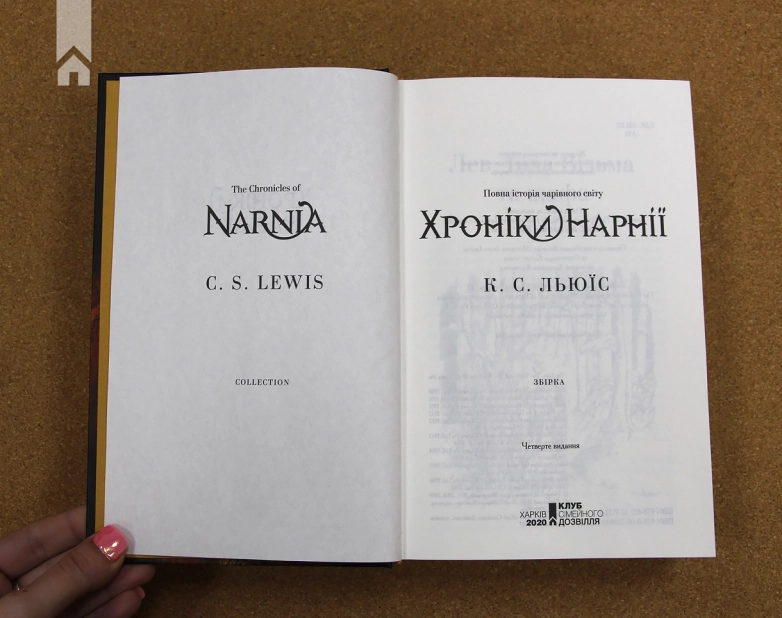 The Chronicles of
NARNIA
C. S. LEWIS
COLLECTION
Повна історія чарівного світу
ХРОНІКИ НАРНІЇ
К. С. ЛЬЮЇС
ЗБІРКА
Четверте видання
ХАРКІВ
2020
КЛУБ
СІМЕЙНОГО
ДОЗВІЛЛЯ